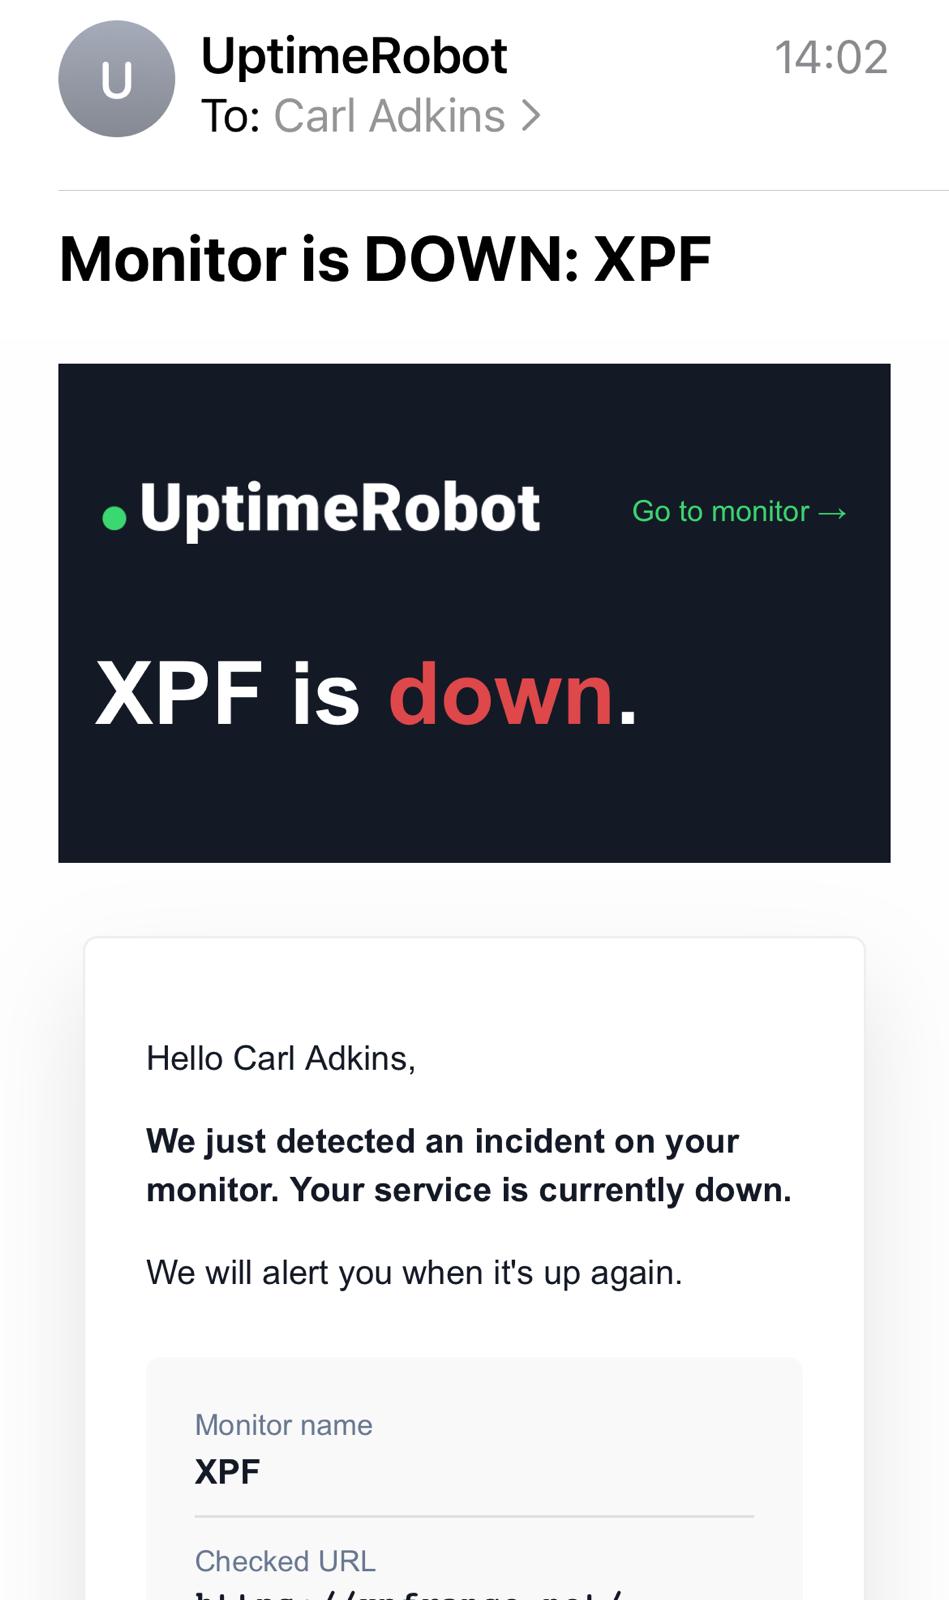 U
UptimeRobot
14:02
To: Carl Adkins >
Monitor is DOWN: XPF
UptimeRobot
Go to monitor →
XPF is down.
Hello Carl Adkins,
We just detected an incident on your
monitor. Your service is currently down.
We will alert you when it's up again.
Monitor name
XPF
Checked URL